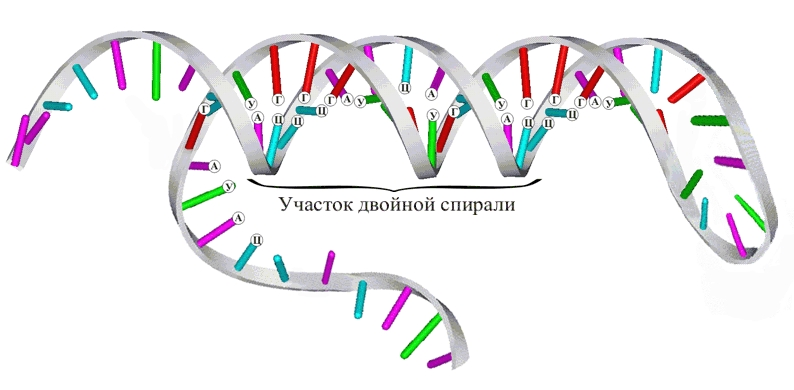 Ц А
Г У Г Г Г А У У Г Г Г А У
А Ц Ц Ц У Г А Ц Ц Ц
А
У
Участок двойной спирали
А
Ц